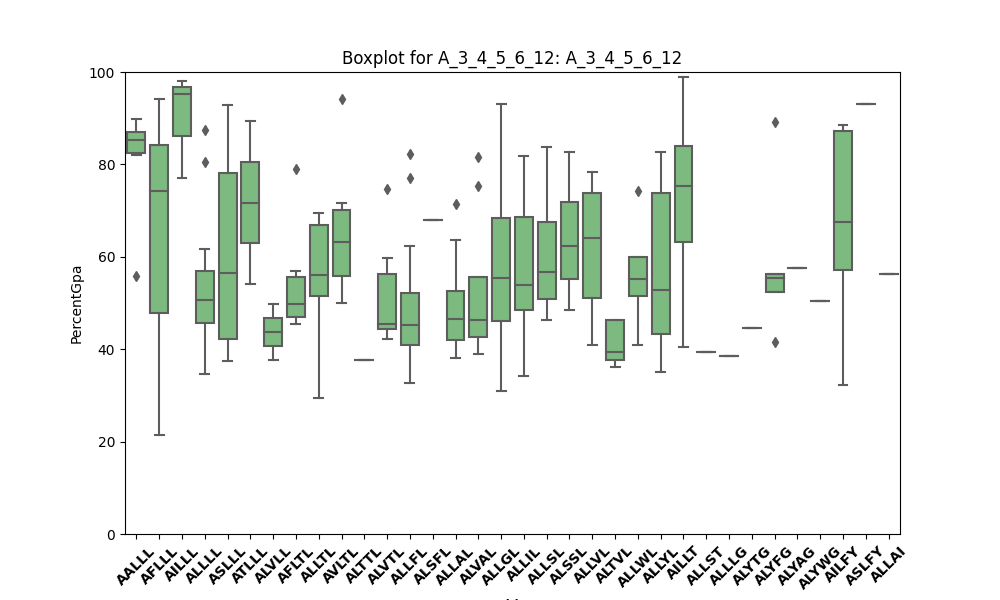 Boxplot for A_3_4_5_6_12: A_3_4_5_6_12
100
80
60
40
20
0
PercentGpa
AALLL
AFLLL
AILLL
ALLLL
ASLLL
ATLLL
ALVLL
AFLTL
ALLTL
AVLTL
ALTTL
ALVTL
ALLFL
ALSFL
ALLAL
ALVAL
ALLGL
ALLIL
ALLSL
ALSSL
ALLVL
ALTVL
ALLWL
ALLYL
AILLT
ALLST
ALLLG
ALYTG
ALYFG
ALYAG
ALYWG
AILFY
ASLFY
ALLAI